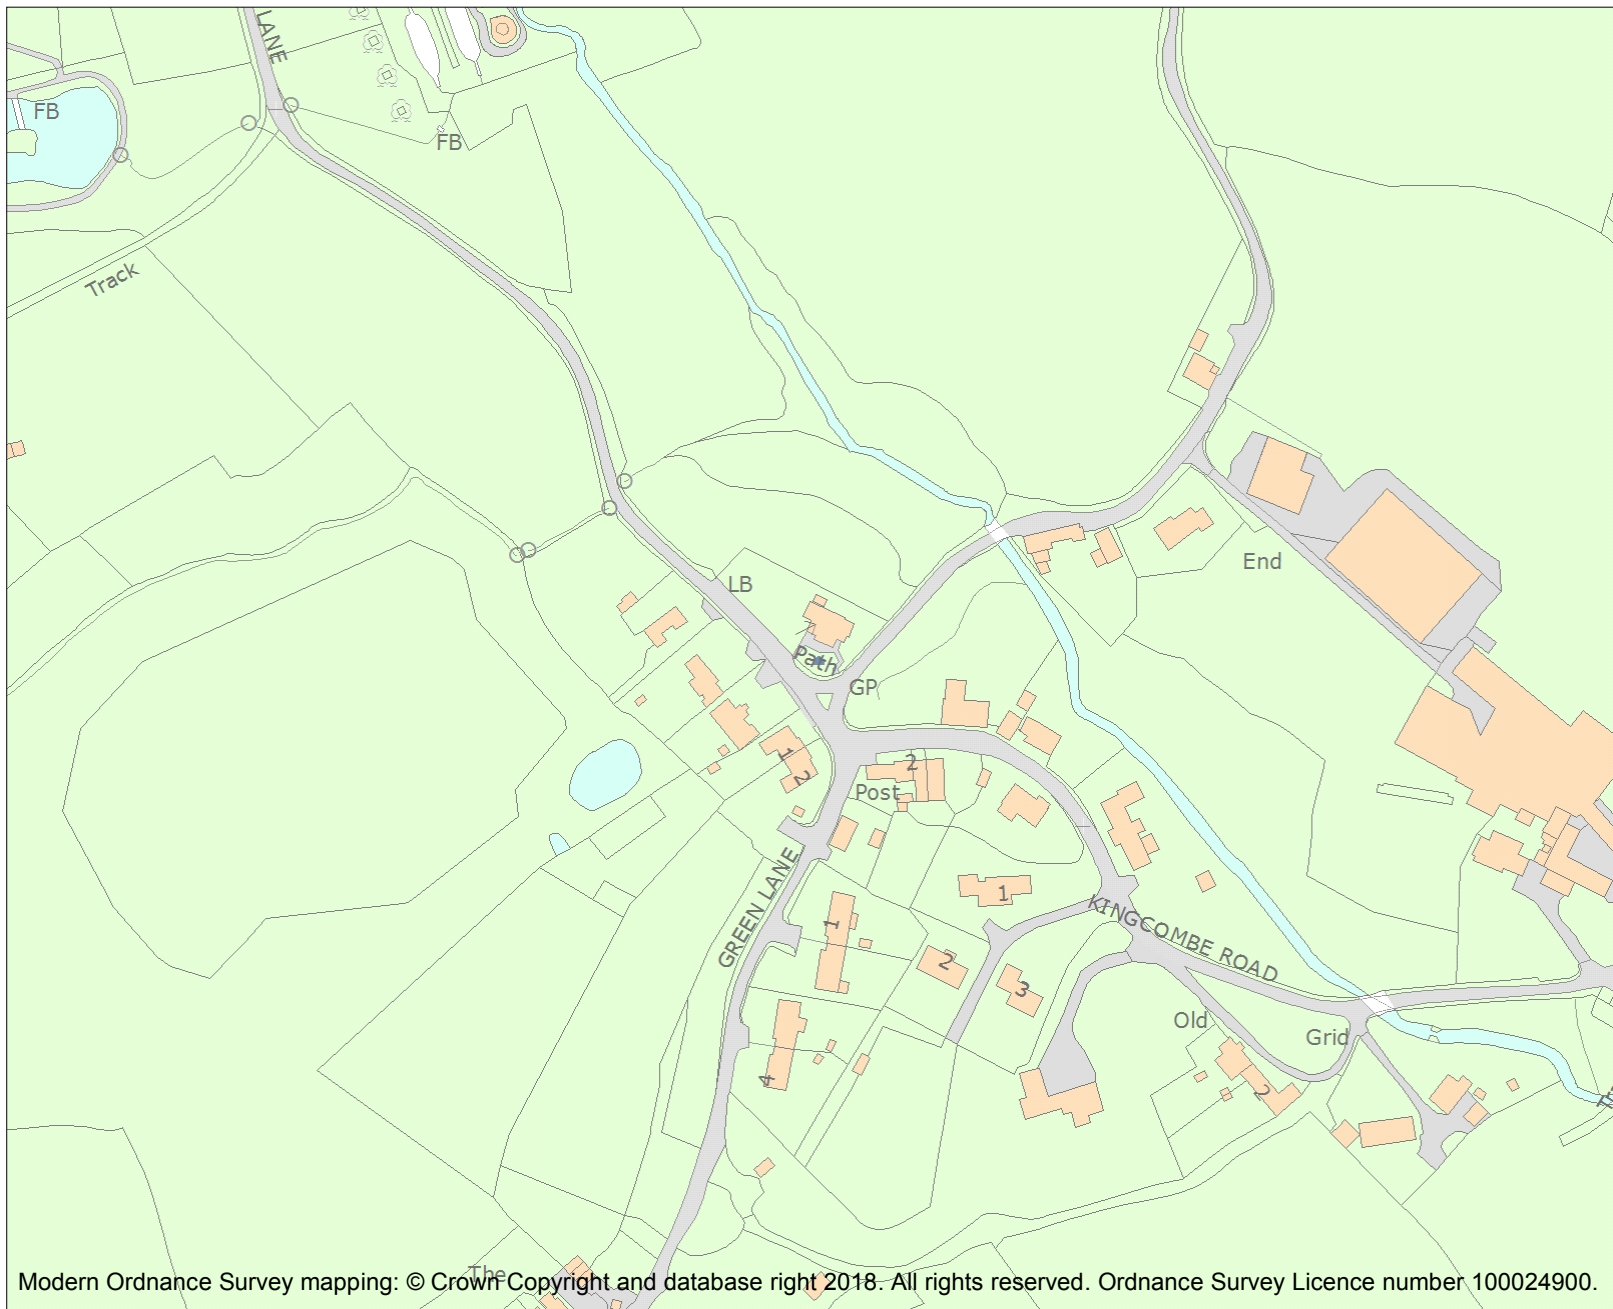 LANE
FB
FB
Track
LB
End
Path
GP
1
2
2
Post
GREEN LANE
1
1
KINGCOMBE ROAD
2
3
Old
Grid
4
2
The
Modern Ordnance Survey mapping: © Crown Copyright and database right 2018. All rights reserved. Ordnance Survey Licence number 100024900.